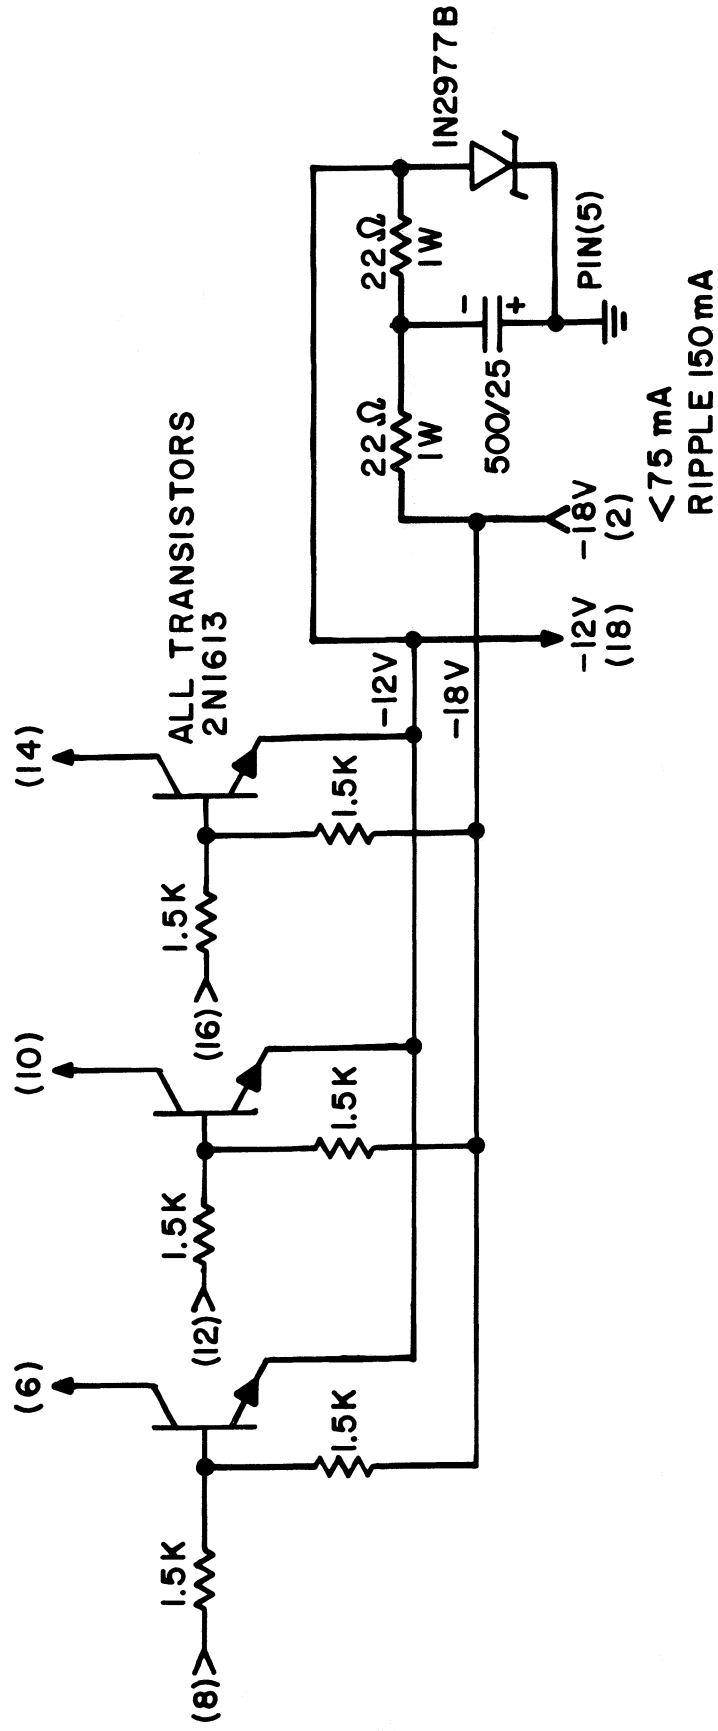 (6)
(10)
(14)
ALL TRANSISTORS
2N1613
(8)
1.5K
1.5K
(12)
1.5K
1.5K
(16)
1.5K
1.5K
-12V
-18V
22Ω
1W
22Ω
1W
-
+
500/25
1N2977B
PIN(5)
-12V
(18)
-18V
(2)
<75 mA
RIPPLE 150mA